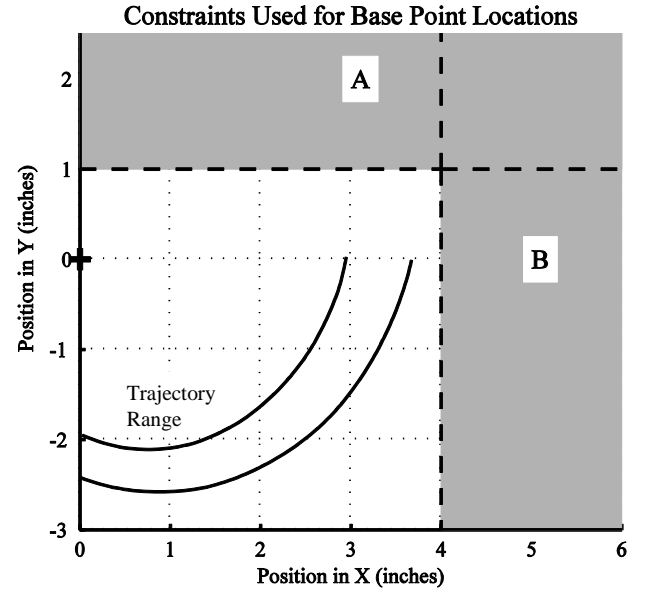 Constraints Used for Base Point Locations
2
A
1
Position in Y (inches)
0
B
-1
Trajectory
Range
-2
-3
0 1 2 3 4 5 6
Position in X (inches)